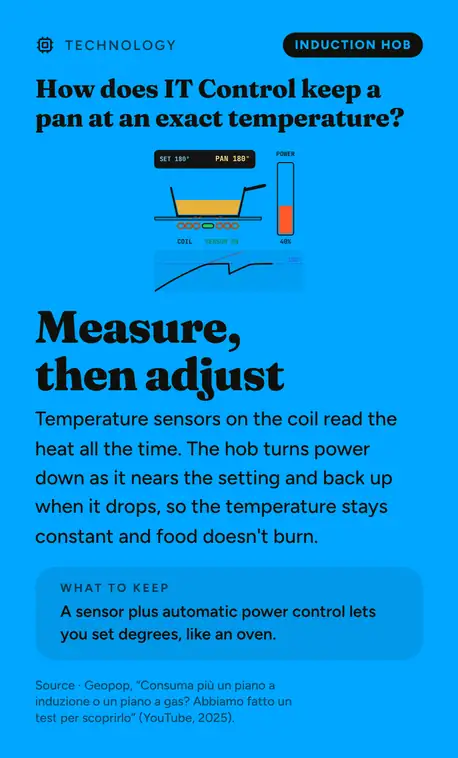 TECHNOLOGY
INDUCTION HOB
How does IT Control keep a
pan at an exact temperature?
SET 180°
PAN 180°
POWER
COIL
SENSOR ON
40%
Measure,
then adjust
Temperature sensors on the coil read the
heat all the time. The hob turns power
down as it nears the setting and back up
when it drops, so the temperature stays
constant and food doesn't burn.
WHAT TO KEEP
A sensor plus automatic power control lets
you set degrees, like an oven.
Source · Geopop, “Consuma più un piano a
induzione o un piano a gas? Abbiamo fatto un
test per scoprirlo” (YouTube, 2025).